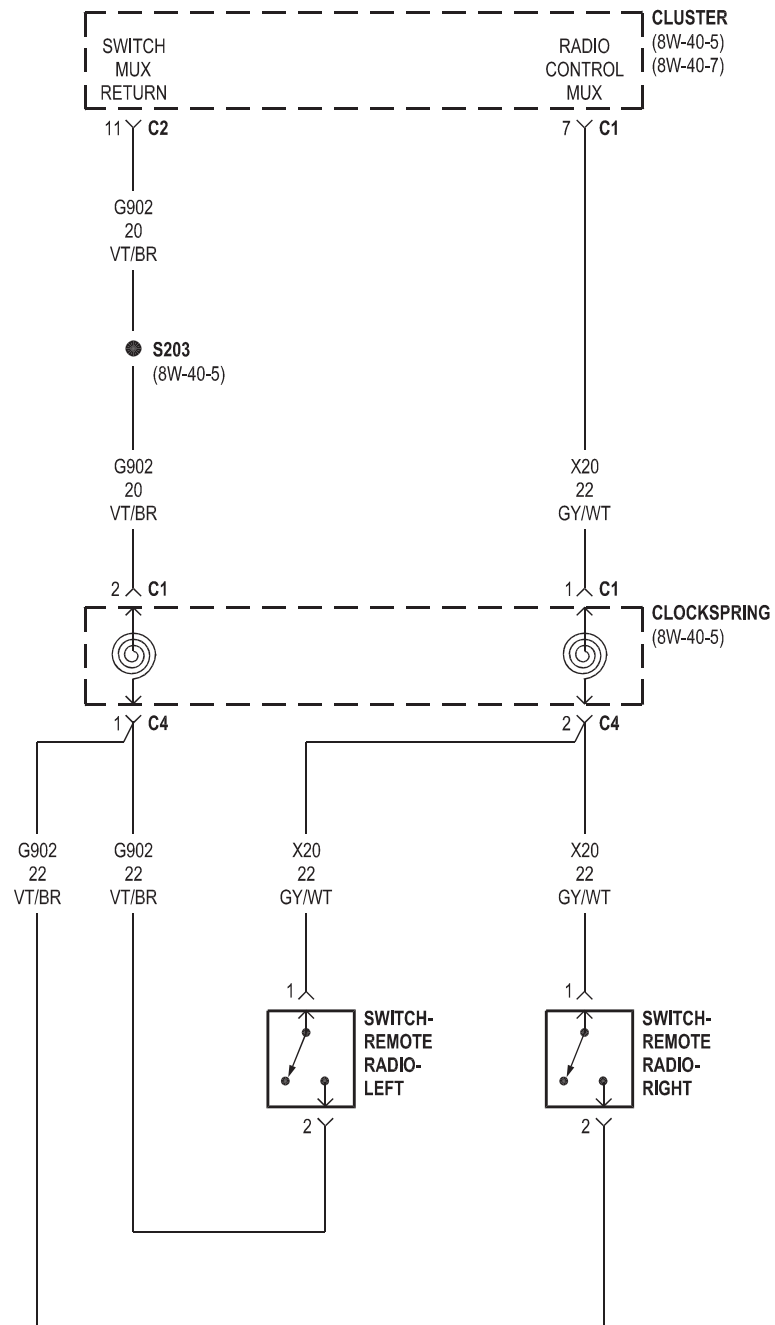 CLUSTER
(8W-40-5)
(8W-40-7)
SWITCH
MUX
RETURN
RADIO
CONTROL
MUX
11 C2
7 C1
G902
20
VT/BR
S203
(8W-40-5)
G902
20
VT/BR
X20
22
GY/WT
2 C1
1 C1
CLOCKSPRING
(8W-40-5)
1 C4
2 C4
G902
22
VT/BR
G902
22
VT/BR
X20
22
GY/WT
X20
22
GY/WT
1
SWITCH-
REMOTE
RADIO-
LEFT
2
1
SWITCH-
REMOTE
RADIO-
RIGHT
2